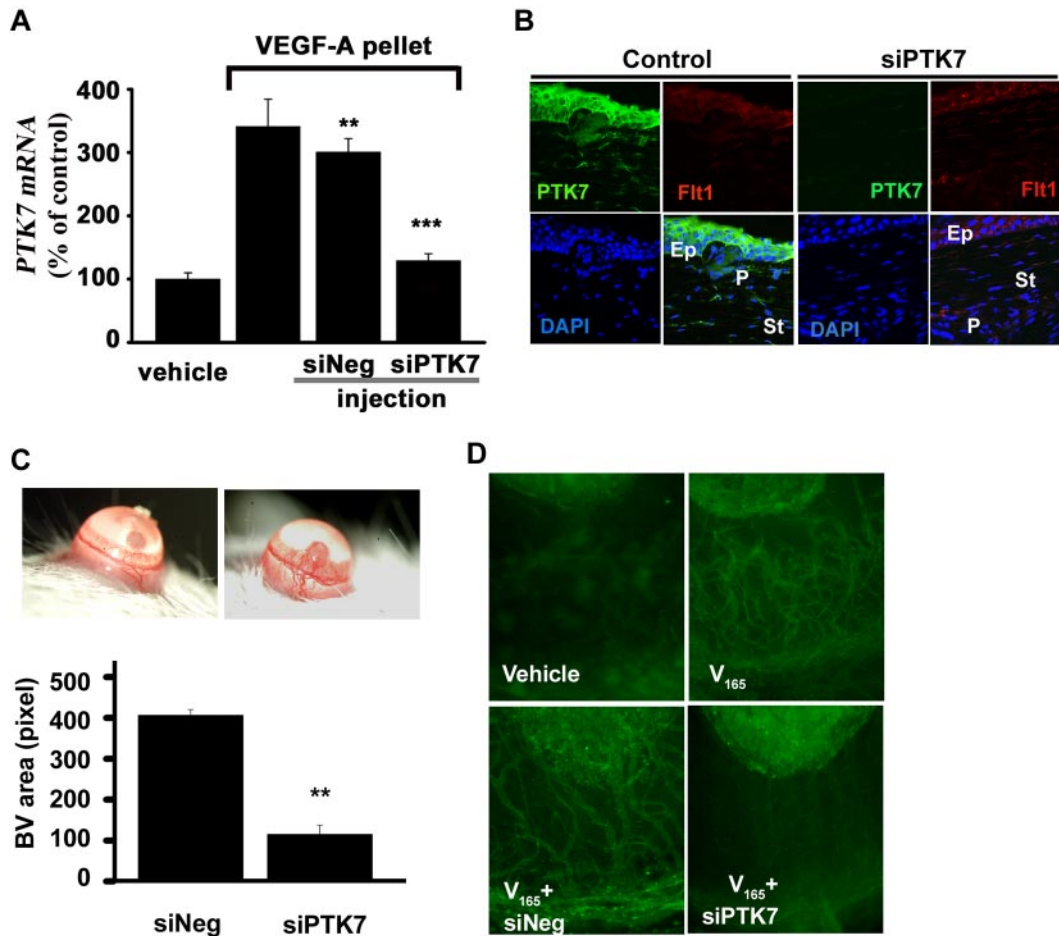 A
VEGF-A pellet
PTK7 mRNA
(% of control)
400
300
200
100
0
**
***
vehicle
siNeg siPTK7
injection
B
Control siPTK7
PTK7 Flt1 PTK7 Flt1
Ep P St DAPI
Ep St P DAPI
C
BV area (pixel)
500
400
300
200
100
0
**
siNeg siPTK7
D
Vehicle V165
V165+
siNeg
V165+
siPTK7